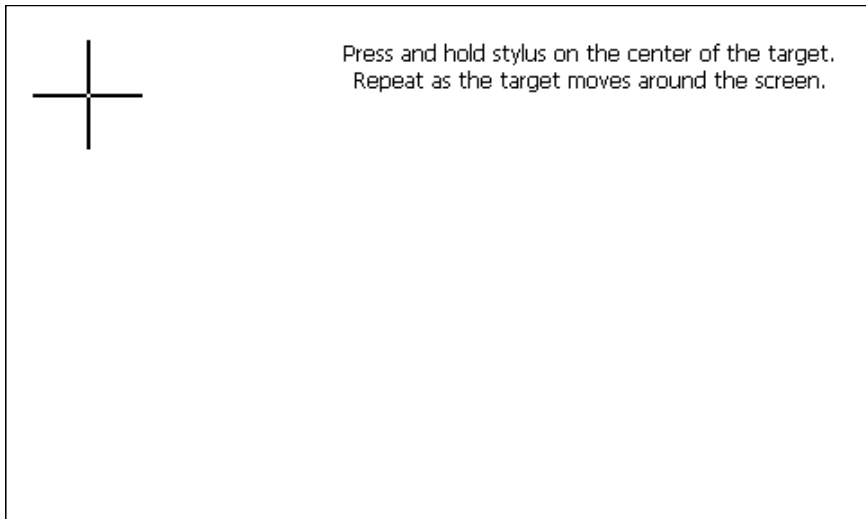 Press and hold stylus on the center of the target.
Repeat as the target moves around the screen.